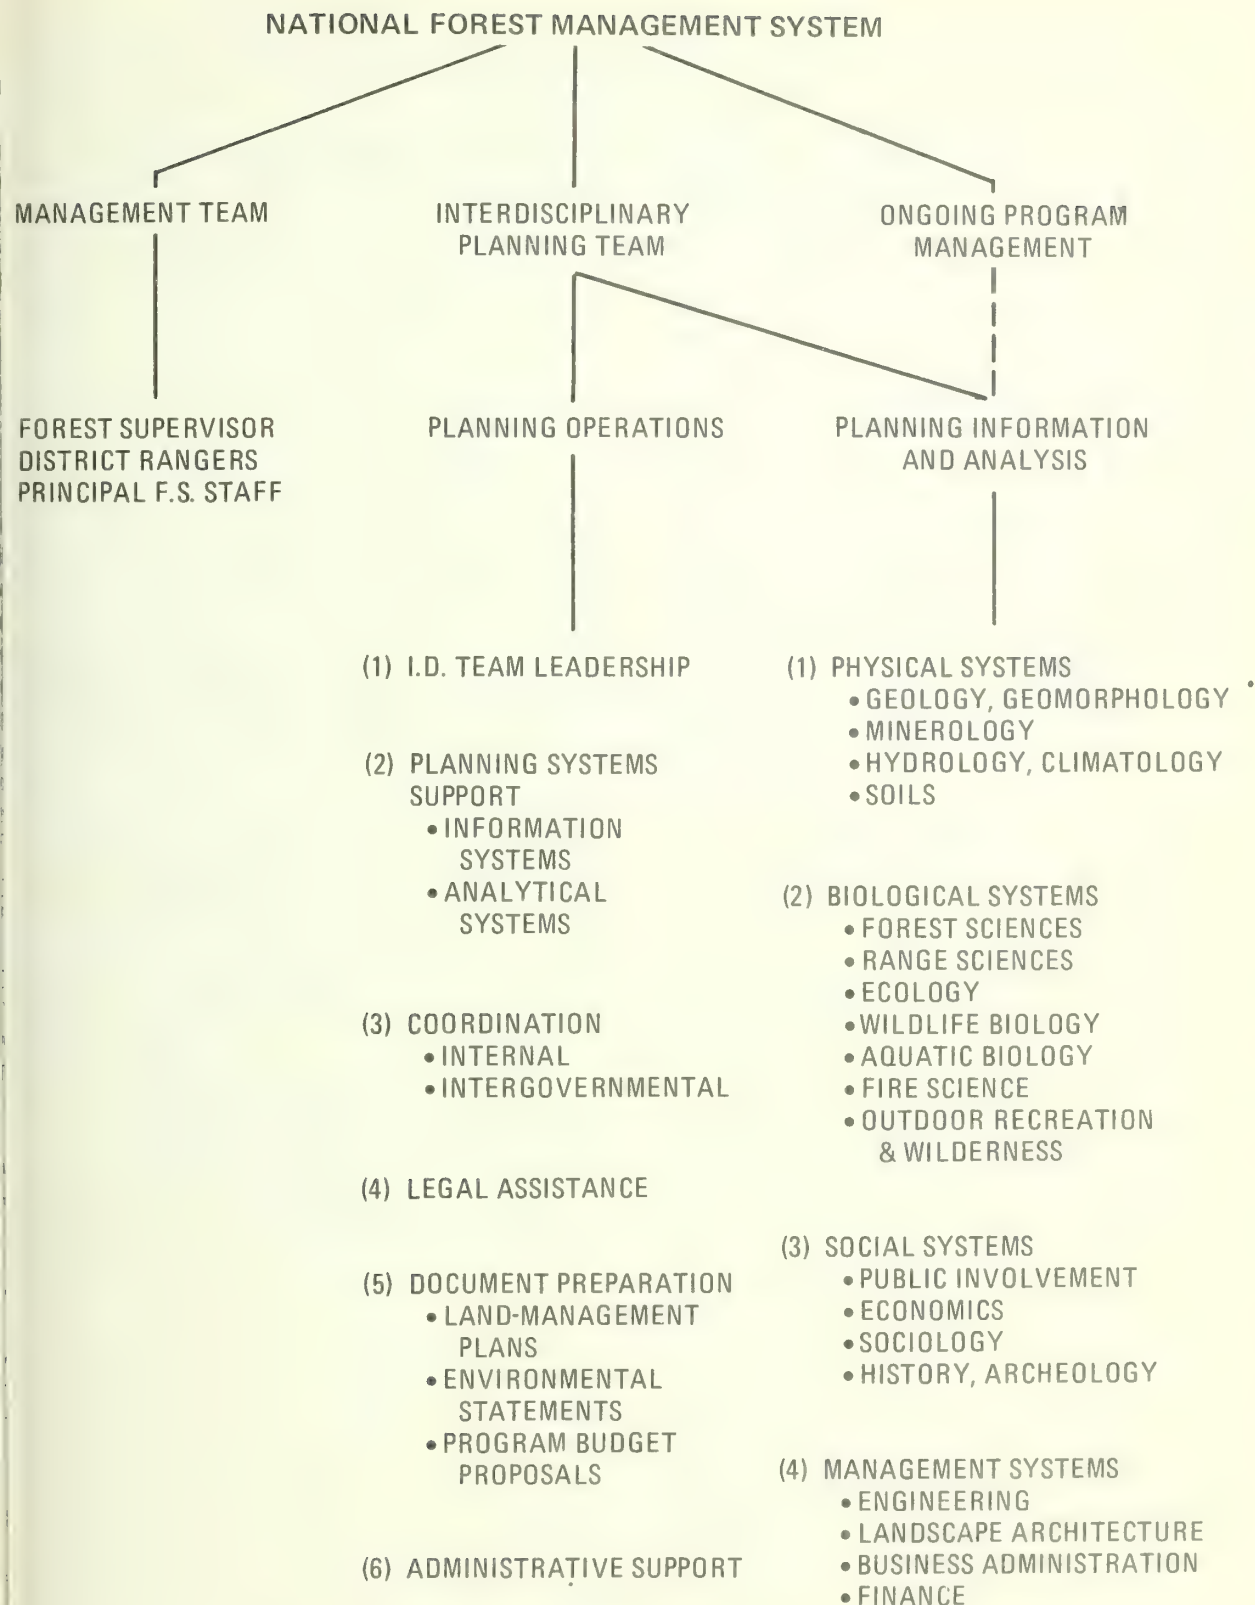 NATIONAL FOREST MANAGEMENT SYSTEM
MANAGEMENT TEAM
INTERDISCIPLINARY
PLANNING TEAM
ONGOING PROGRAM
MANAGEMENT
FOREST SUPERVISOR
DISTRICT RANGERS
PRINCIPAL F.S. STAFF
PLANNING OPERATIONS
PLANNING INFORMATION
AND ANALYSIS
(1) I.D. TEAM LEADERSHIP
(2) PLANNING SYSTEMS
SUPPORT
• INFORMATION
SYSTEMS
• ANALYTICAL
SYSTEMS
(3) COORDINATION
• INTERNAL
• INTERGOVERNMENTAL
(4) LEGAL ASSISTANCE
(5) DOCUMENT PREPARATION
• LAND-MANAGEMENT
PLANS
• ENVIRONMENTAL
STATEMENTS
• PROGRAM BUDGET
PROPOSALS
(6) ADMINISTRATIVE SUPPORT
(1) PHYSICAL SYSTEMS
• GEOLOGY, GEOMORPHOLOGY
• MINEROLOGY
• HYDROLOGY, CLIMATOLOGY
• SOILS
(2) BIOLOGICAL SYSTEMS
• FOREST SCIENCES
• RANGE SCIENCES
• ECOLOGY
• WILDLIFE BIOLOGY
• AQUATIC BIOLOGY
• FIRE SCIENCE
• OUTDOOR RECREATION
& WILDERNESS
(3) SOCIAL SYSTEMS
• PUBLIC INVOLVEMENT
• ECONOMICS
• SOCIOLOGY
• HISTORY, ARCHEOLOGY
(4) MANAGEMENT SYSTEMS
• ENGINEERING
• LANDSCAPE ARCHITECTURE
• BUSINESS ADMINISTRATION
• FINANCE